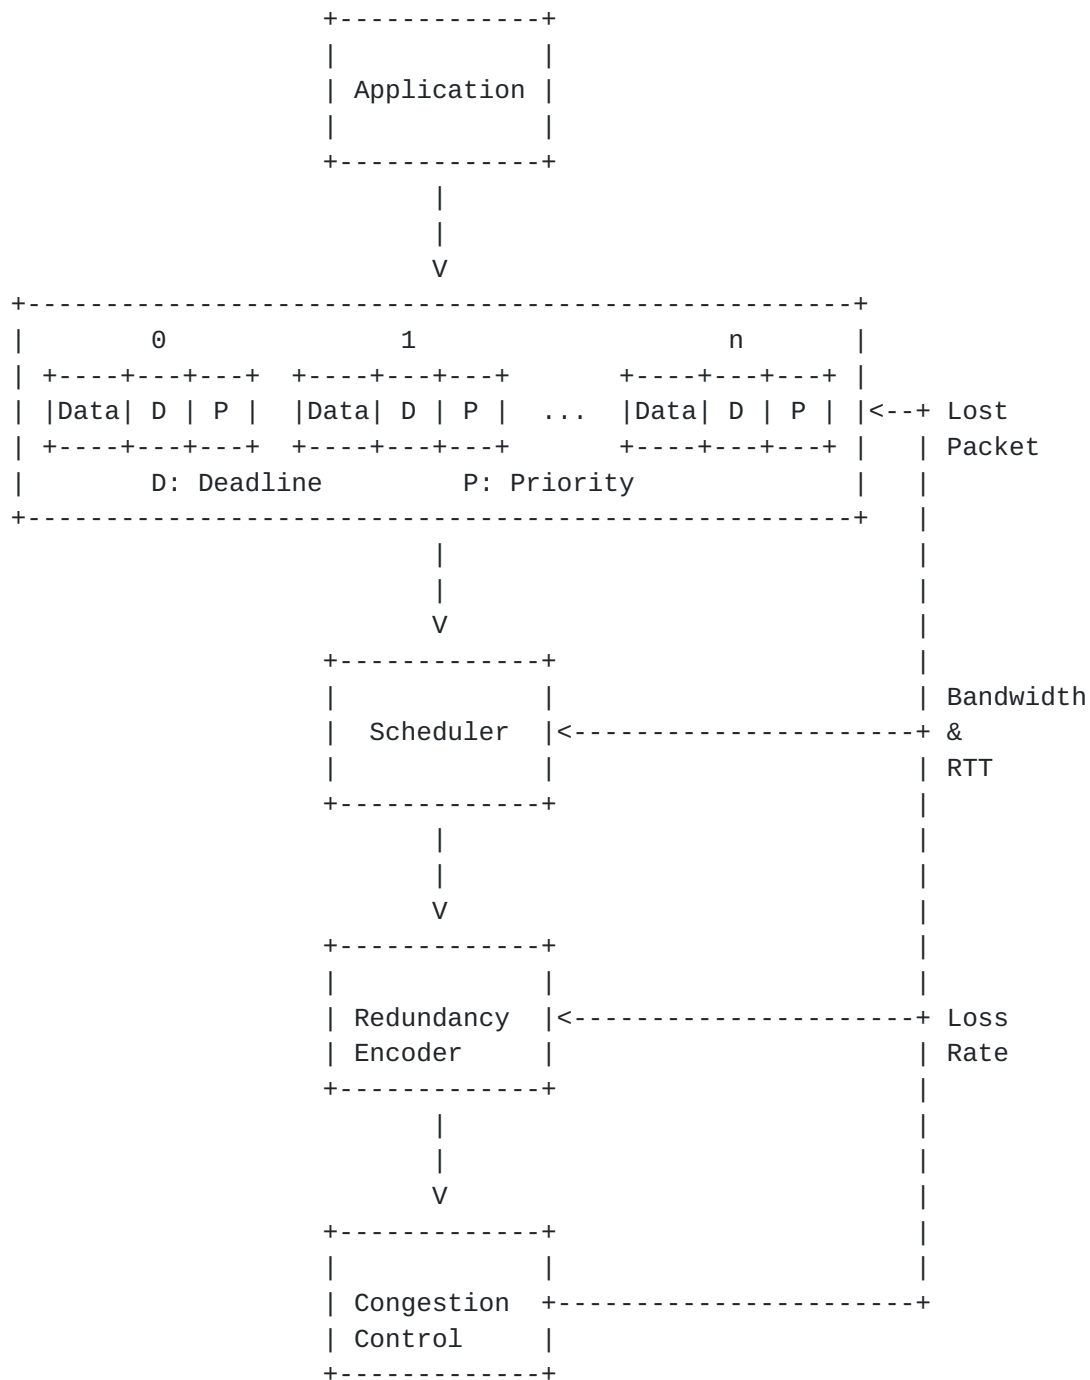 +-------------+
|             |
| Application |
|             |
+-------------+
       |
       |
       V
+-----------------------------------------------------+
|        0               1                    n       |
| +----+---+---+  +----+---+---+       +----+---+---+ |
| |Data| D | P |  |Data| D | P |  ...  |Data| D | P | |<--+ Lost
| +----+---+---+  +----+---+---+       +----+---+---+ |   | Packet
|        D: Deadline         P: Priority              |   |
+-----------------------------------------------------+   |
                           |                              |
                           |                              |
                           V                              |
                    +-------------+                       |
                    |             |                       | Bandwidth
                    |  Scheduler  |<----------------------+ &
                    |             |                       | RTT
                    +-------------+                       |
                           |                              |
                           |                              |
                           V                              |
                    +-------------+                       |
                    |             |                       |
                    | Redundancy  |<----------------------+ Loss
                    | Encoder     |                       | Rate
                    +-------------+                       |
                           |                              |
                           |                              |
                           V                              |
                    +-------------+                       |
                    |             |                       |
                    | Congestion  +-----------------------+
                    | Control     |
                    +-------------+